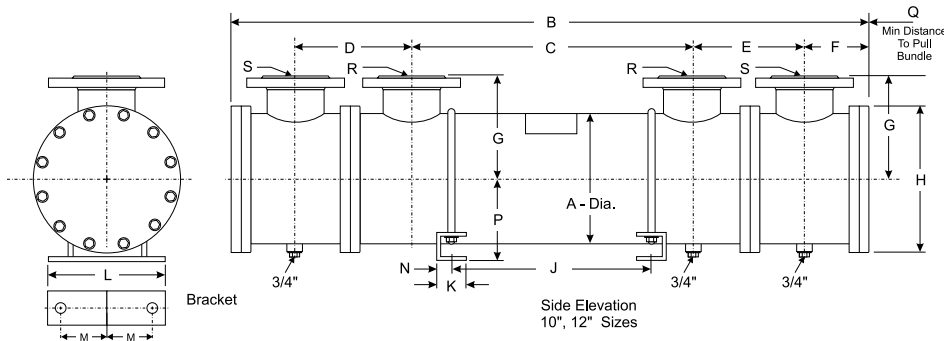 B
Q
Min Distance
To Pull
Bundle
D
C
E
F
S
R
R
S
G
G
H
A - Dia.
P
N
K
J
3/4"
3/4"
3/4"
L
Bracket
M
M
Side Elevation
10", 12" Sizes